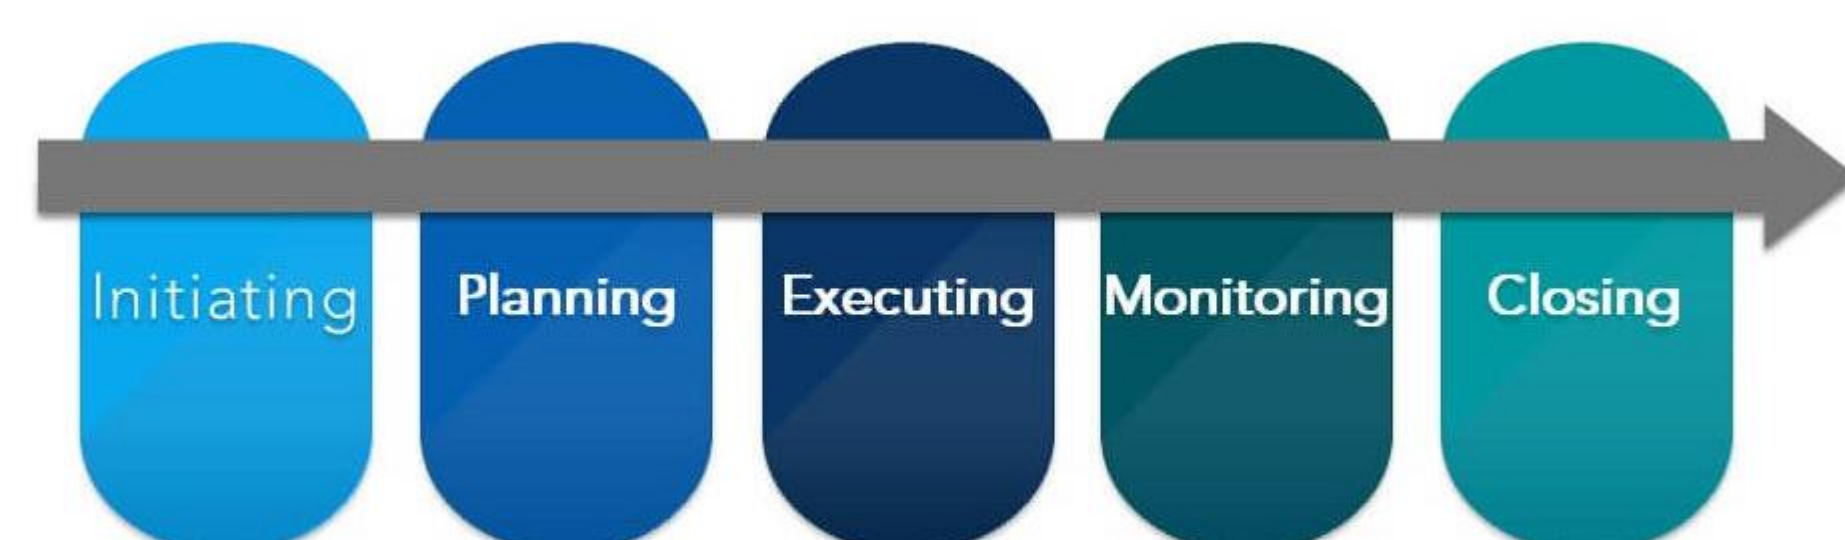 Initiating
Planning
Executing
Monitoring
Closing